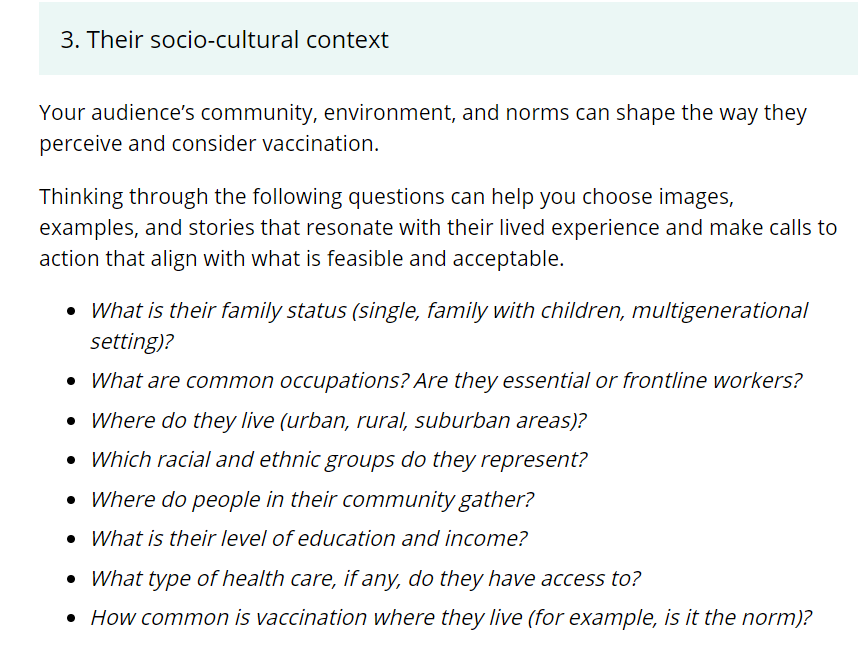 3. Their socio-cultural context
Your audience’s community, environment, and norms can shape the way they
perceive and consider vaccination.
Thinking through the following questions can help you choose images,
examples, and stories that resonate with their lived experience and make calls to
action that align with what is feasible and acceptable.
• What is their family status (single, family with children, multigenerational
setting)?
• What are common occupations? Are they essential or frontline workers?
• Where do they live (urban, rural, suburban areas)?
• Which racial and ethnic groups do they represent?
• Where do people in their community gather?
• What is their level of education and income?
• What type of health care, if any, do they have access to?
• How common is vaccination where they live (for example, is it the norm)?